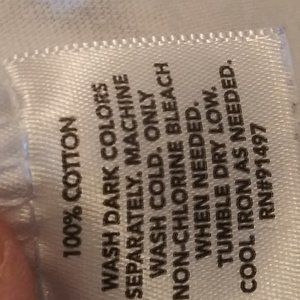 100% COTTON
WASH DARK COLORS
SEPARATELY. MACHINE
WASH COLD. ONLY
NON-CHLORINE BLEACH
WHEN NEEDED.
TUMBLE DRY LOW.
COOL IRON AS NEEDED.
RN#91497